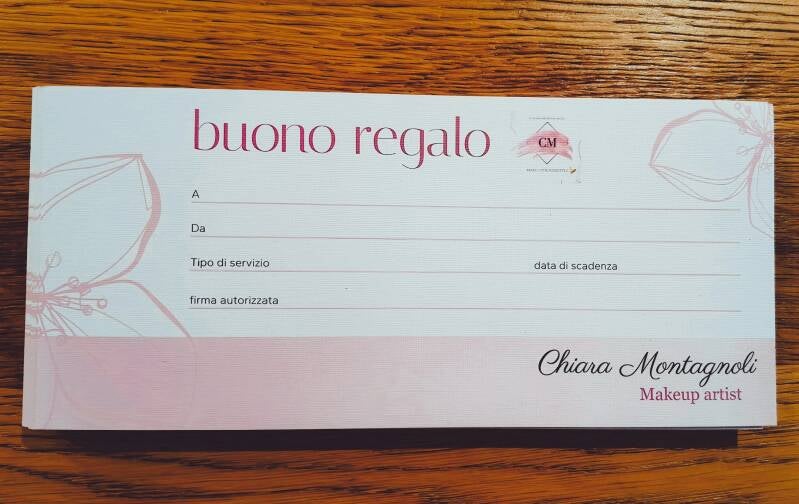 buono regalo
CM
A
Da
Tipo di servizio data di scadenza
firma autorizzata
Chiara Montagnoli
Makeup artist